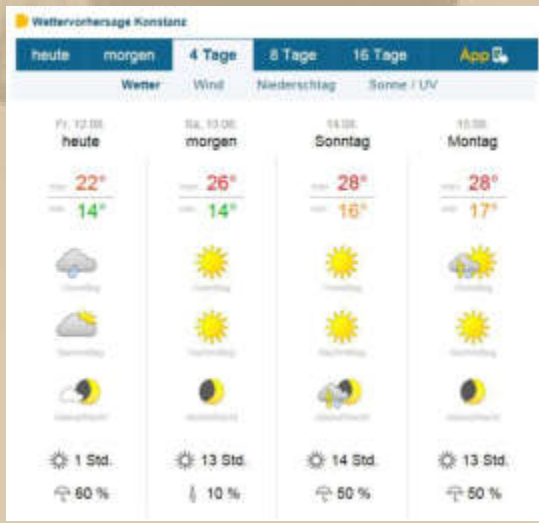 Wettervorhersage Konstanz
heute morgen 4 Tage 8 Tage 16 Tage App
Wetter Wind Niederschlag Sonne / UV
Fr. 12.08. Sa. 13.08. 14.08. 15.08.
heute morgen Sonntag Montag
22° 26° 28° 28°
14° 14° 16° 17°
1 Std. 13 Std. 14 Std. 13 Std.
60 % 10 % 50 % 50 %